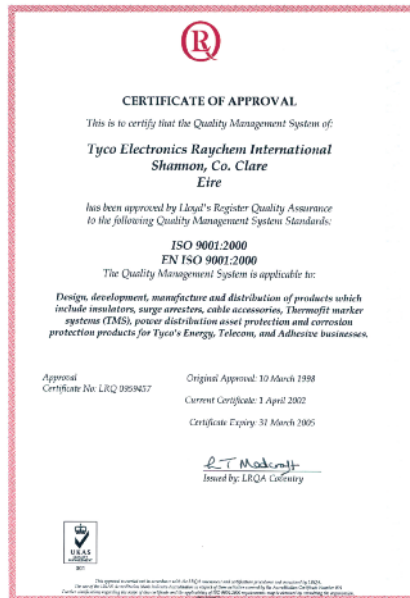 CERTIFICATE OF APPROVAL
This is to certify that the Quality Management System of:
Tyco Electronics Raychem International
Shannon, Co. Clare
Eire
has been approved by Lloyd's Register Quality Assurance
to the following Quality Management System Standards:
ISO 9001:2000
EN ISO 9001:2000
The Quality Management System is applicable to:
Design, development, manufacture and distribution of products which
include insulators, surge arresters, cable accessories, Thermofit marker
systems (TMS), power distribution asset protection and corrosion
protection products for Tyco's Energy, Telecom, and Adhesive businesses.
Approval
Certificate No: LRQ 0959437
Original Approval: 10 March 1998
Current Certificate: 1 April 2002
Certificate Expiry: 31 March 2005
Issued by: LRQA Coventry
UKAS
001